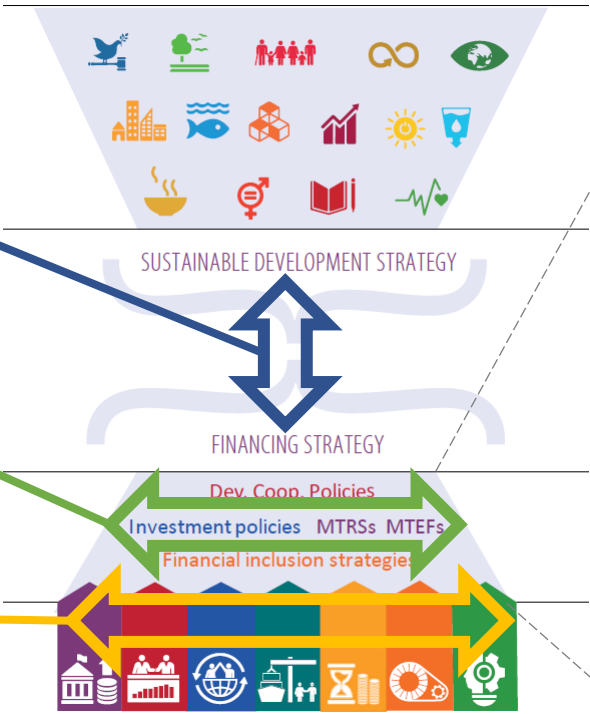 SUSTAINABLE DEVELOPMENT STRATEGY
FINANCING STRATEGY
Dev. Coop. Policies
Investment policies MTRSs MTEFs
Financial inclusion strategies